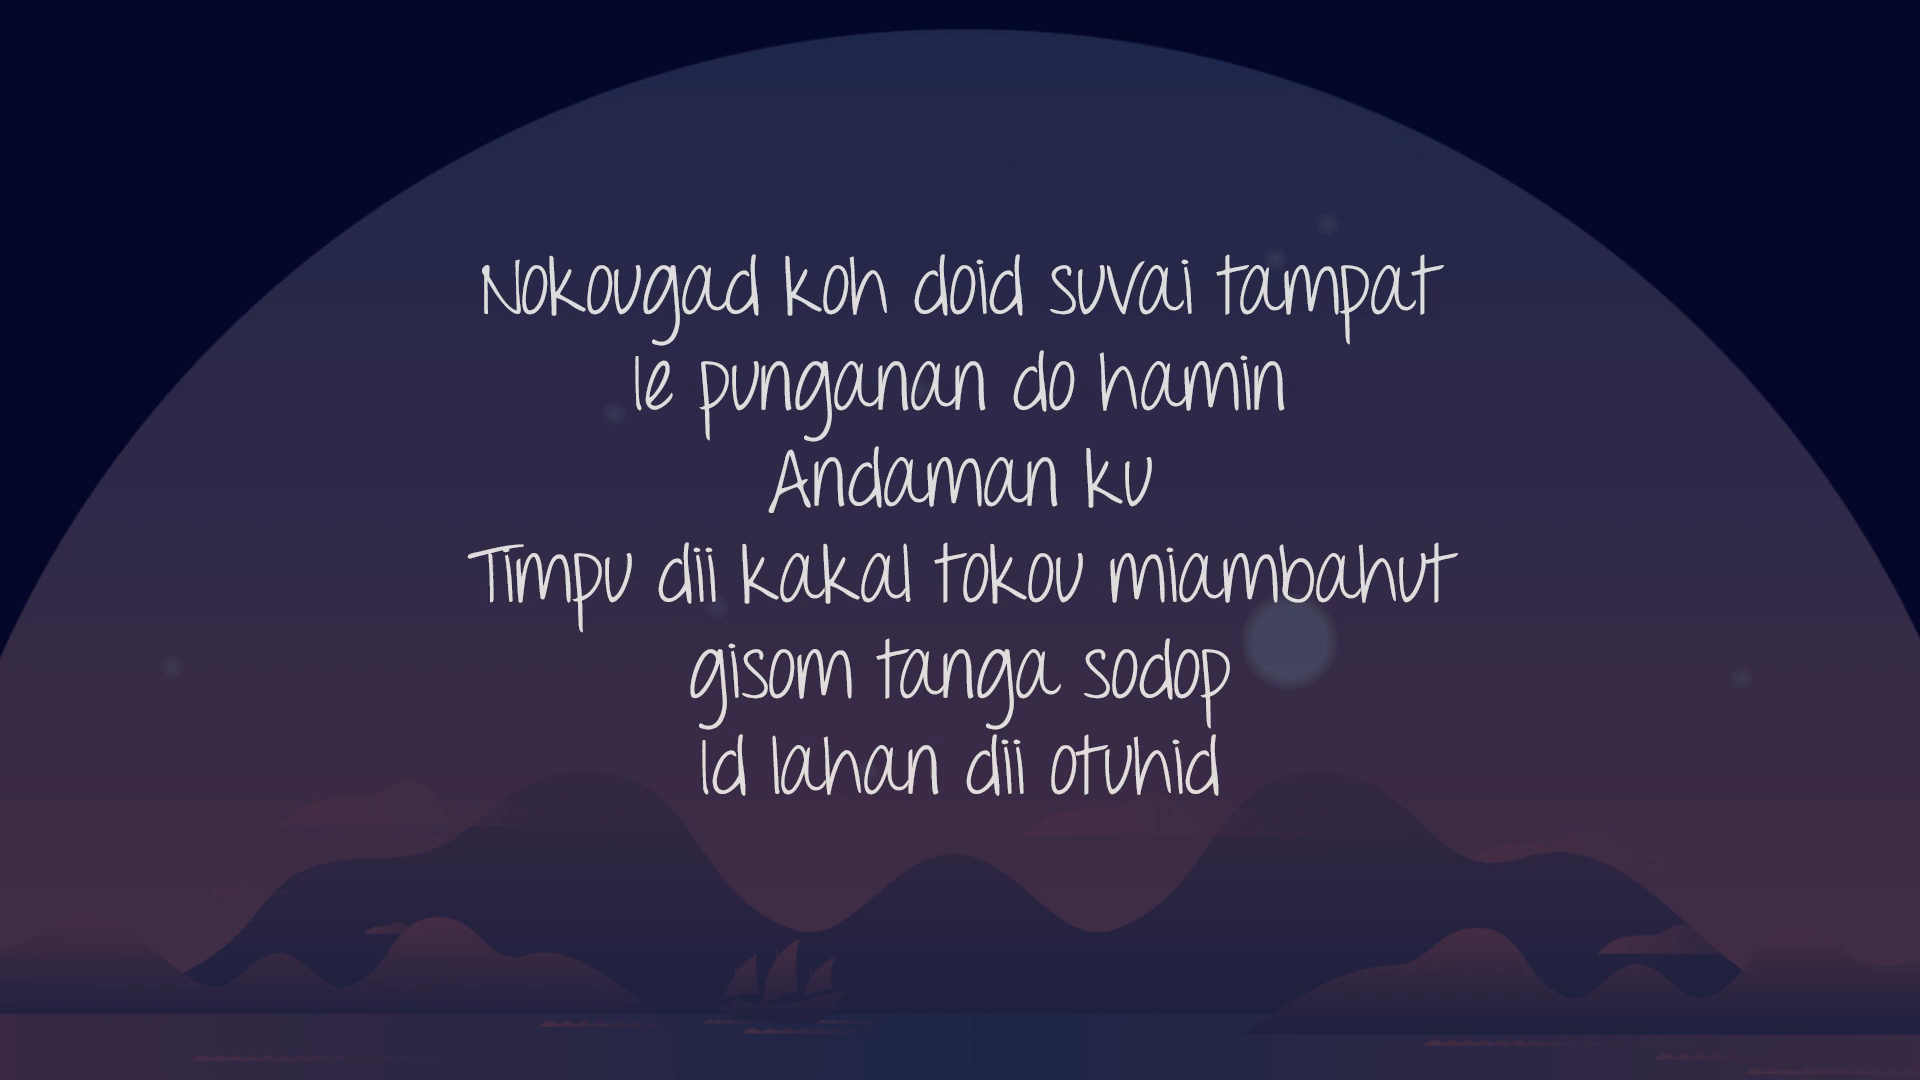 Nokougad koh doid suvai tampat
Ie punganan do hamin
Andaman ku
Timpu dii kakal tokou miambahut
gisom tanga sodop
Id lahan dii otuhid